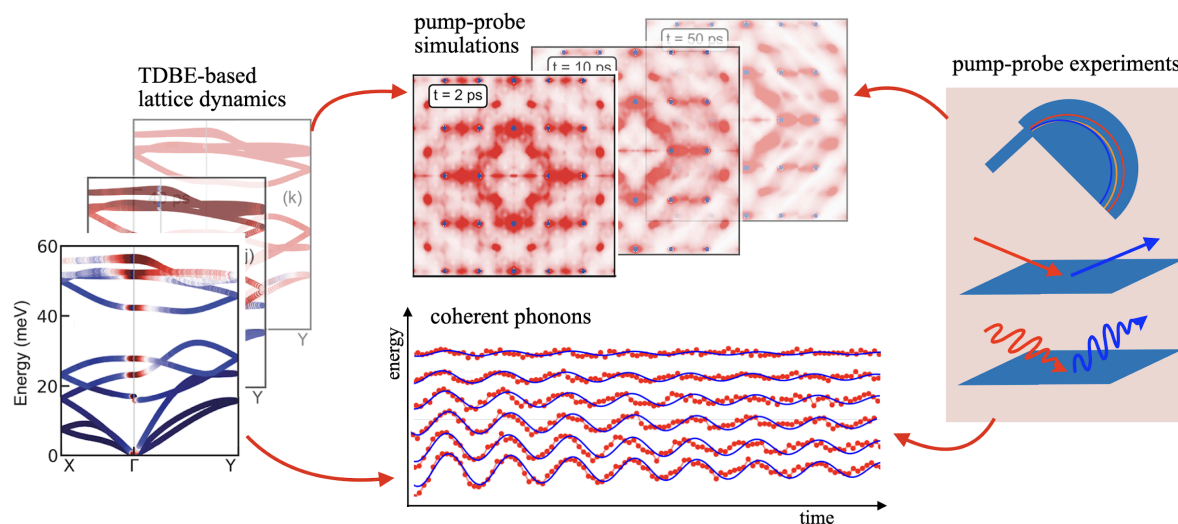 pump-probe
simulations
t = 50 ps
t = 10 ps
t = 2 ps
TDBE-based
lattice dynamics
pump-probe experiments
(k)
Y
Y
60
40
20
0
Energy (meV)
X Γ Y
coherent phonons
energy
time